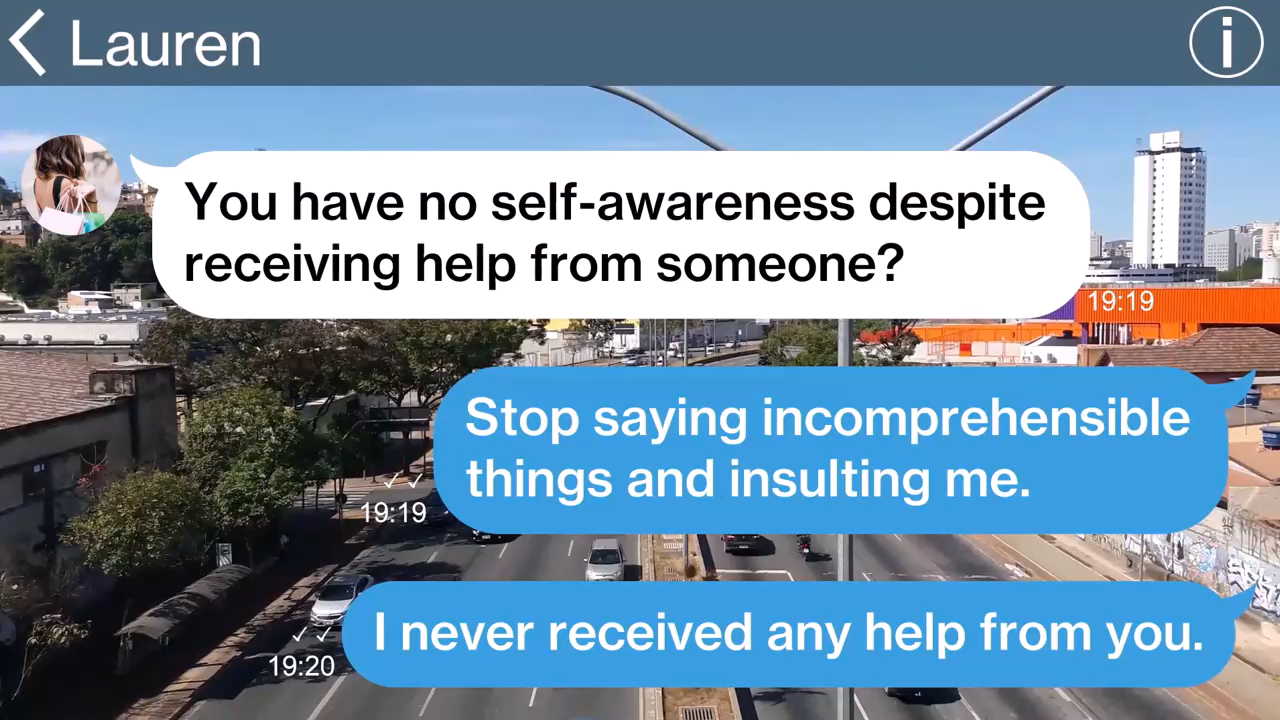 Lauren
You have no self-awareness despite
receiving help from someone?
19:19
Stop saying incomprehensible
things and insulting me.
19:19
I never received any help from you.
19:20